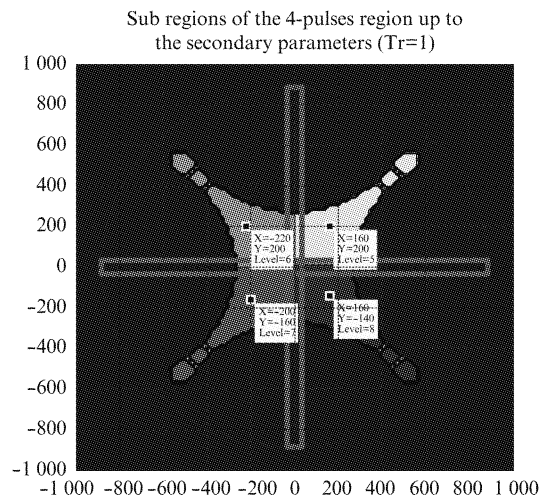 Sub regions of the 4-pulses region up to
the secondary parameters (Tr=1)
1 000
800
600
400
200
0
-200
-400
-600
-800
-1 000
X=-220
Y=200
Level=6
X=160
Y=200
Level=5
X=-200
Y=-160
Level=7
X=160
Y=-140
Level=8
-1 000 -800 -600 -400 -200 0 200 400 600 800 1 000